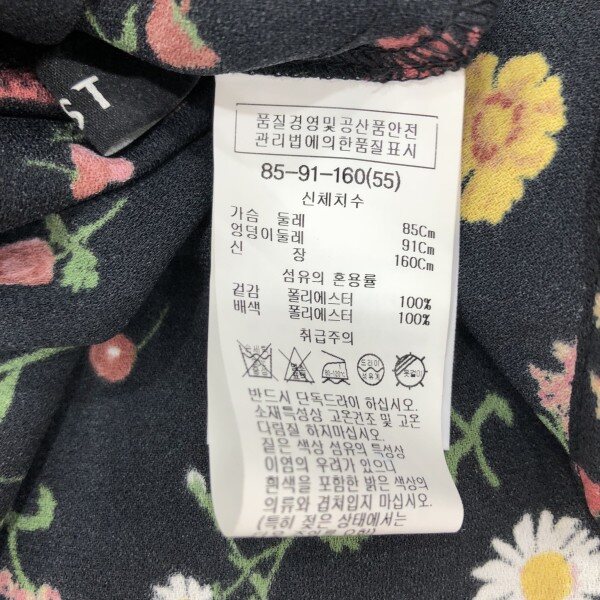 ST
품질경영및공산품안전
관리법에의한품질표시
85-91-160(55)
신체치수
가슴 둘레 85Cm
엉덩이둘레 91Cm
신 장 160Cm
섬유의 혼용률
겉감 폴리에스터 100%
배색 폴리에스터 100%
취급주의
반드시 단독드라이 하십시오.
소재특성상 고온건조 및 고온
다림질 하지마십시오.
짙은 색상 섬유의 특성상
이염의 우려가 있으니
흰색을 포함한 밝은 색상의
의류와 겹쳐입지 마십시오.
(특히 젖은 상태에서는